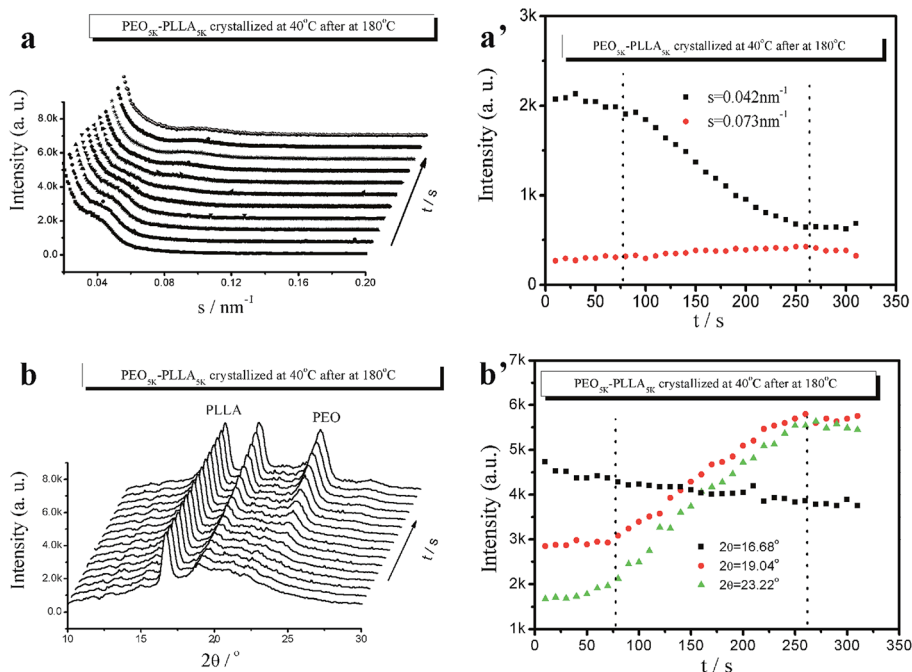 a
PEO5K-PLLA5K crystallized at 40°C after at 180°C
Intensity (a. u.)
8.0k
6.0k
4.0k
2.0k
0.0
0.04
0.08
0.12
0.16
0.20
s / nm-1
t / s
a'
PEO5K-PLLA5K crystallized at 40°C after at 180°C
Intensity (a. u.)
3k
2k
1k
0
s=0.042nm-1
s=0.073nm-1
0
50
100
150
200
250
300
350
t / s
b
PEO5K-PLLA5K crystallized at 40°C after at 180°C
PLLA
PEO
Intensity (a.u.)
8.0k
6.0k
4.0k
2.0k
0.0
10
15
20
25
30
2θ / °
t / s
b'
PEO5K-PLLA5K crystallized at 40°C after at 180°C
Intensity (a.u.)
7k
6k
5k
4k
3k
2k
1k
2θ=16.68°
2θ=19.04°
2θ=23.22°
0
50
100
150
200
250
300
350
t / s